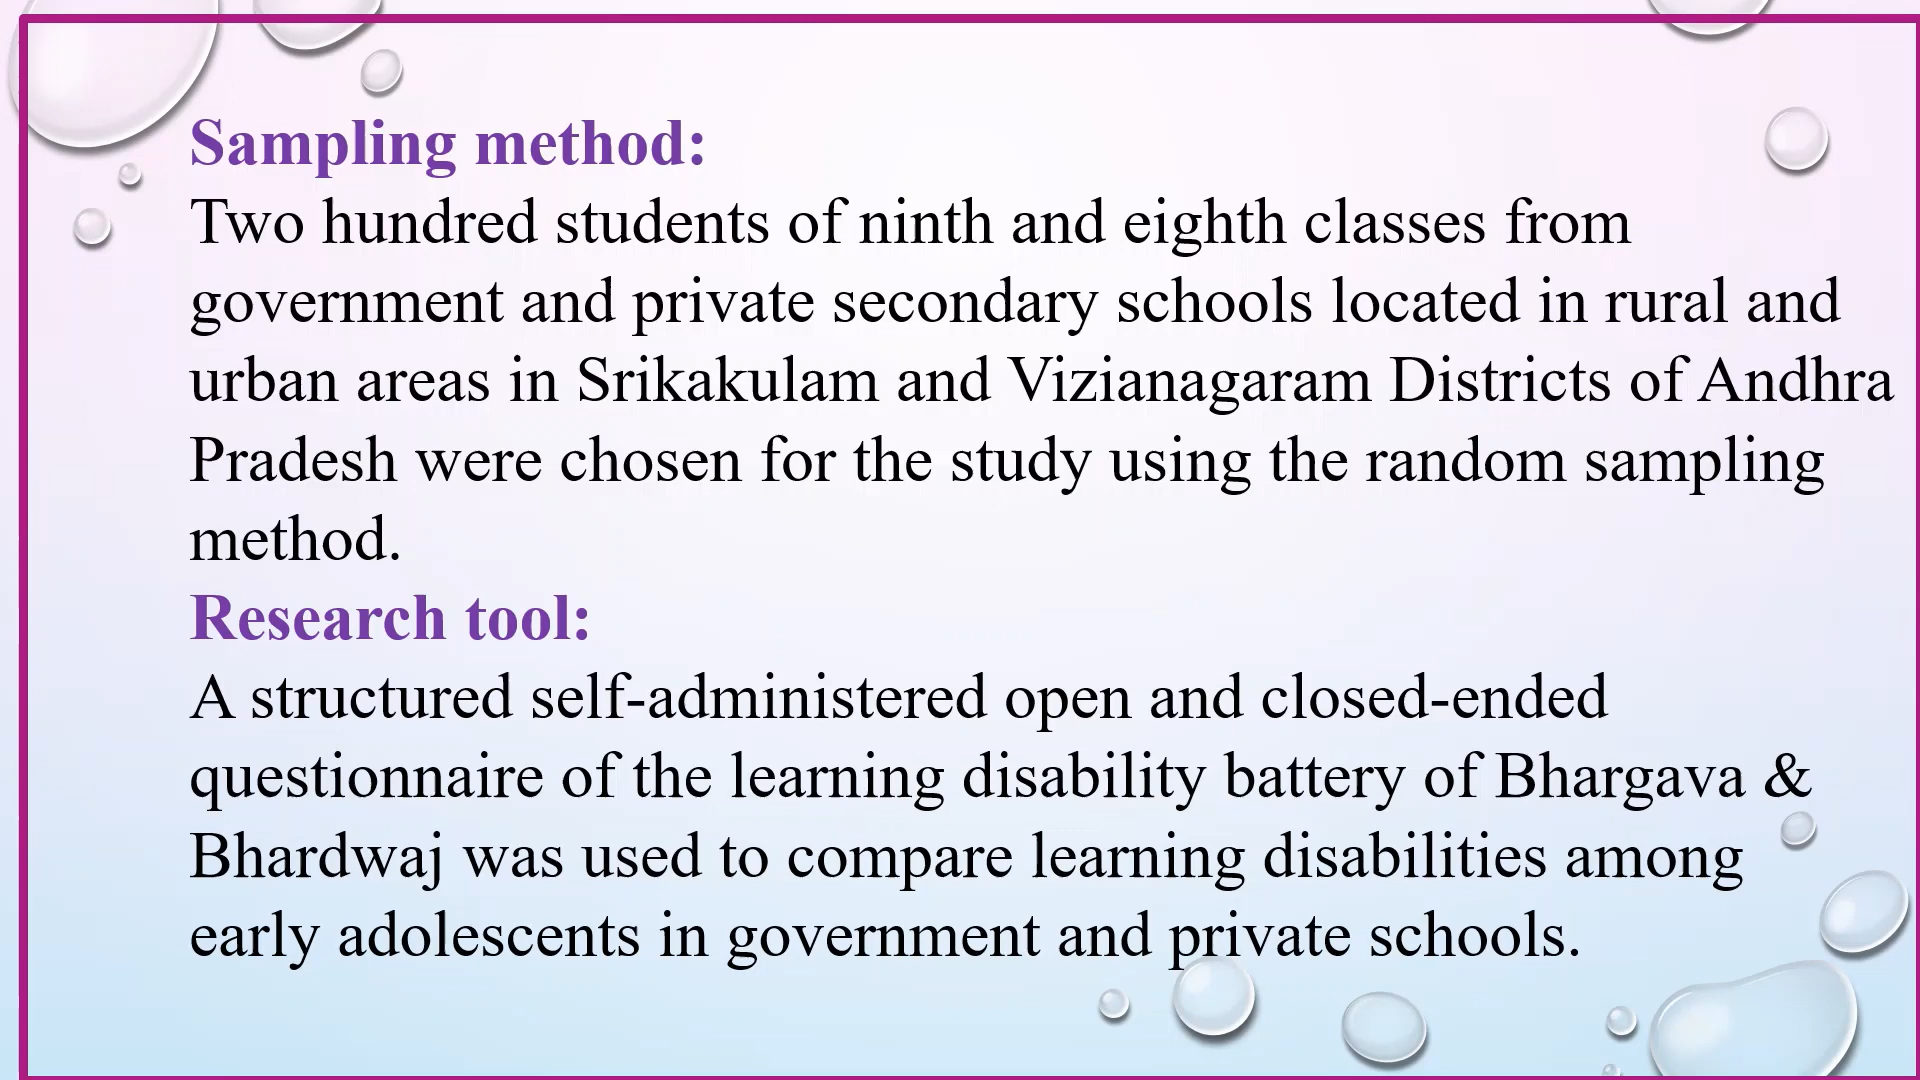 Sampling method:
Two hundred students of ninth and eighth classes from
government and private secondary schools located in rural and
urban areas in Srikakulam and Vizianagaram Districts of Andhra
Pradesh were chosen for the study using the random sampling
method.
Research tool:
A structured self-administered open and closed-ended
questionnaire of the learning disability battery of Bhargava &
Bhardwaj was used to compare learning disabilities among
early adolescents in government and private schools.